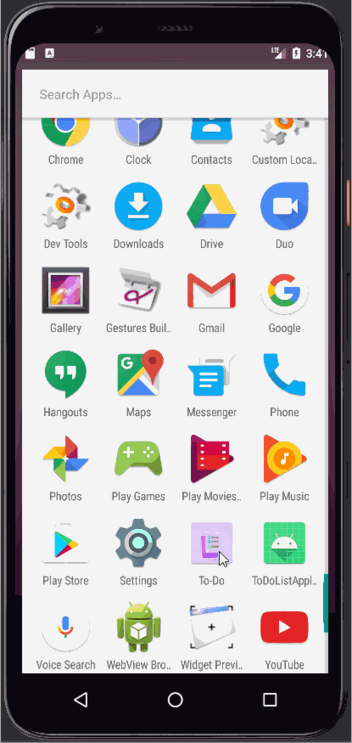 LTE 3:41
Search Apps...
Chrome Clock Contacts Custom Loca..
Dev Tools Downloads Drive Duo
Gallery Gestures Buil.. Gmail Google
Hangouts Maps Messenger Phone
Photos Play Games Play Movies.. Play Music
Play Store Settings To-Do ToDoListAppl..
Voice Search WebView Bro.. Widget Previ.. YouTube